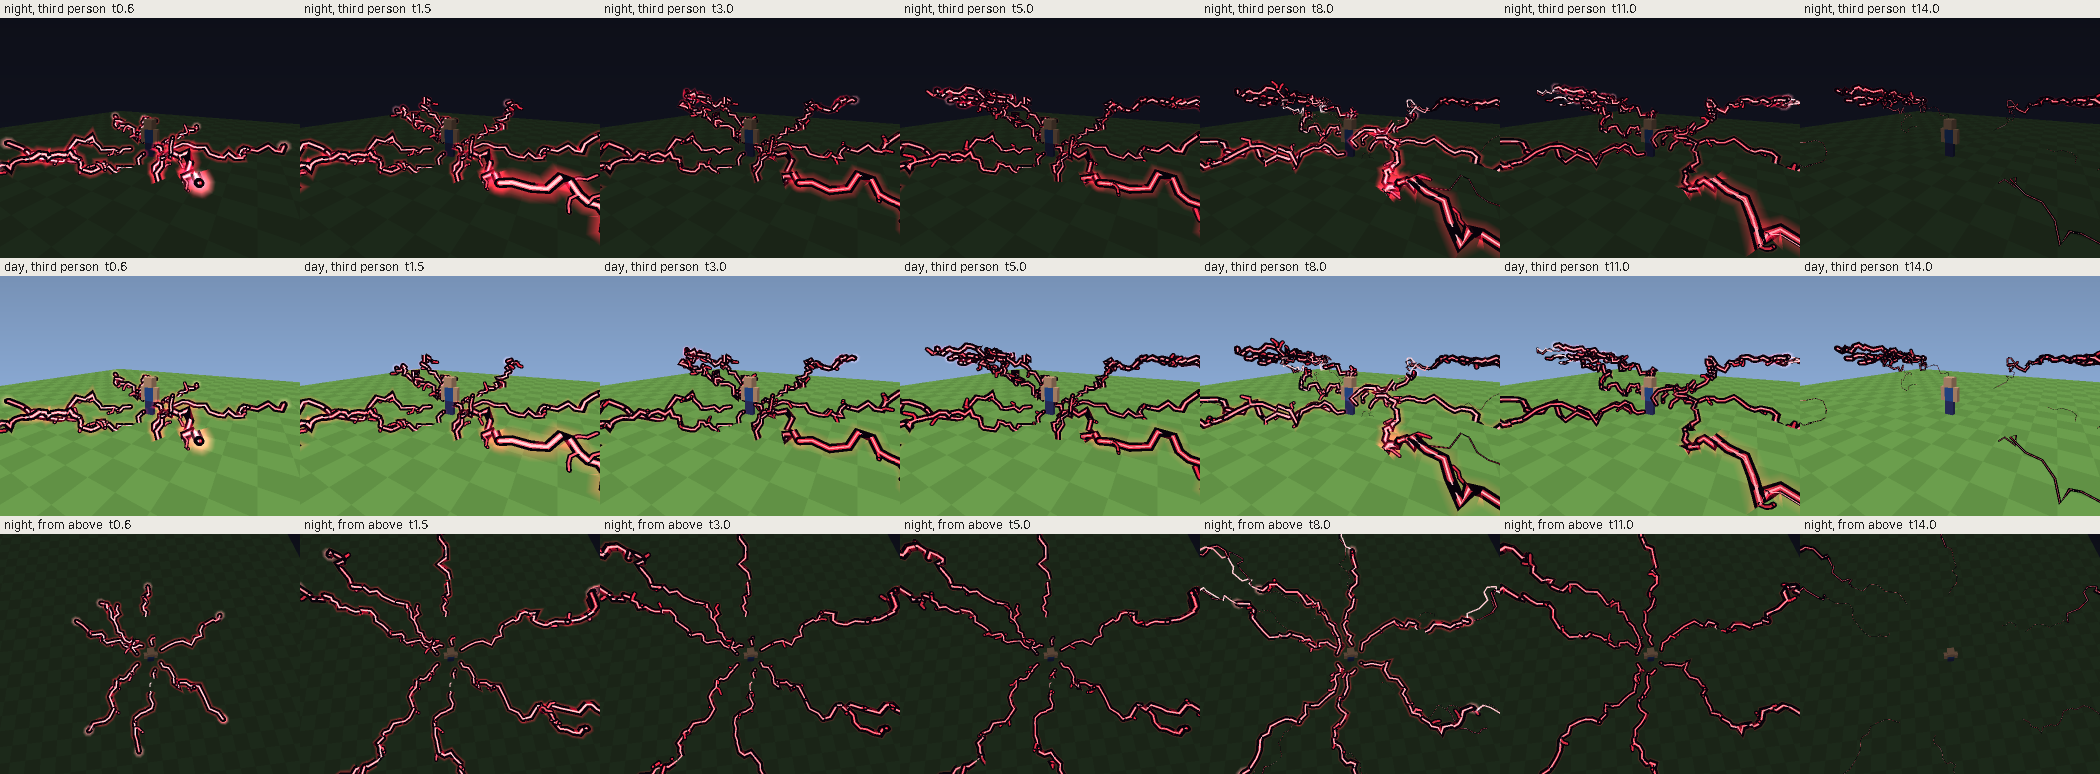 night, third person t0.6
night, third person t1.5
night, third person t3.0
night, third person t5.0
night, third person t8.0
night, third person t11.0
night, third person t14.0
day, third person t0.6
day, third person t1.5
day, third person t3.0
day, third person t5.0
day, third person t8.0
day, third person t11.0
day, third person t14.0
night, from above t0.6
night, from above t1.5
night, from above t3.0
night, from above t5.0
night, from above t8.0
night, from above t11.0
night, from above t14.0